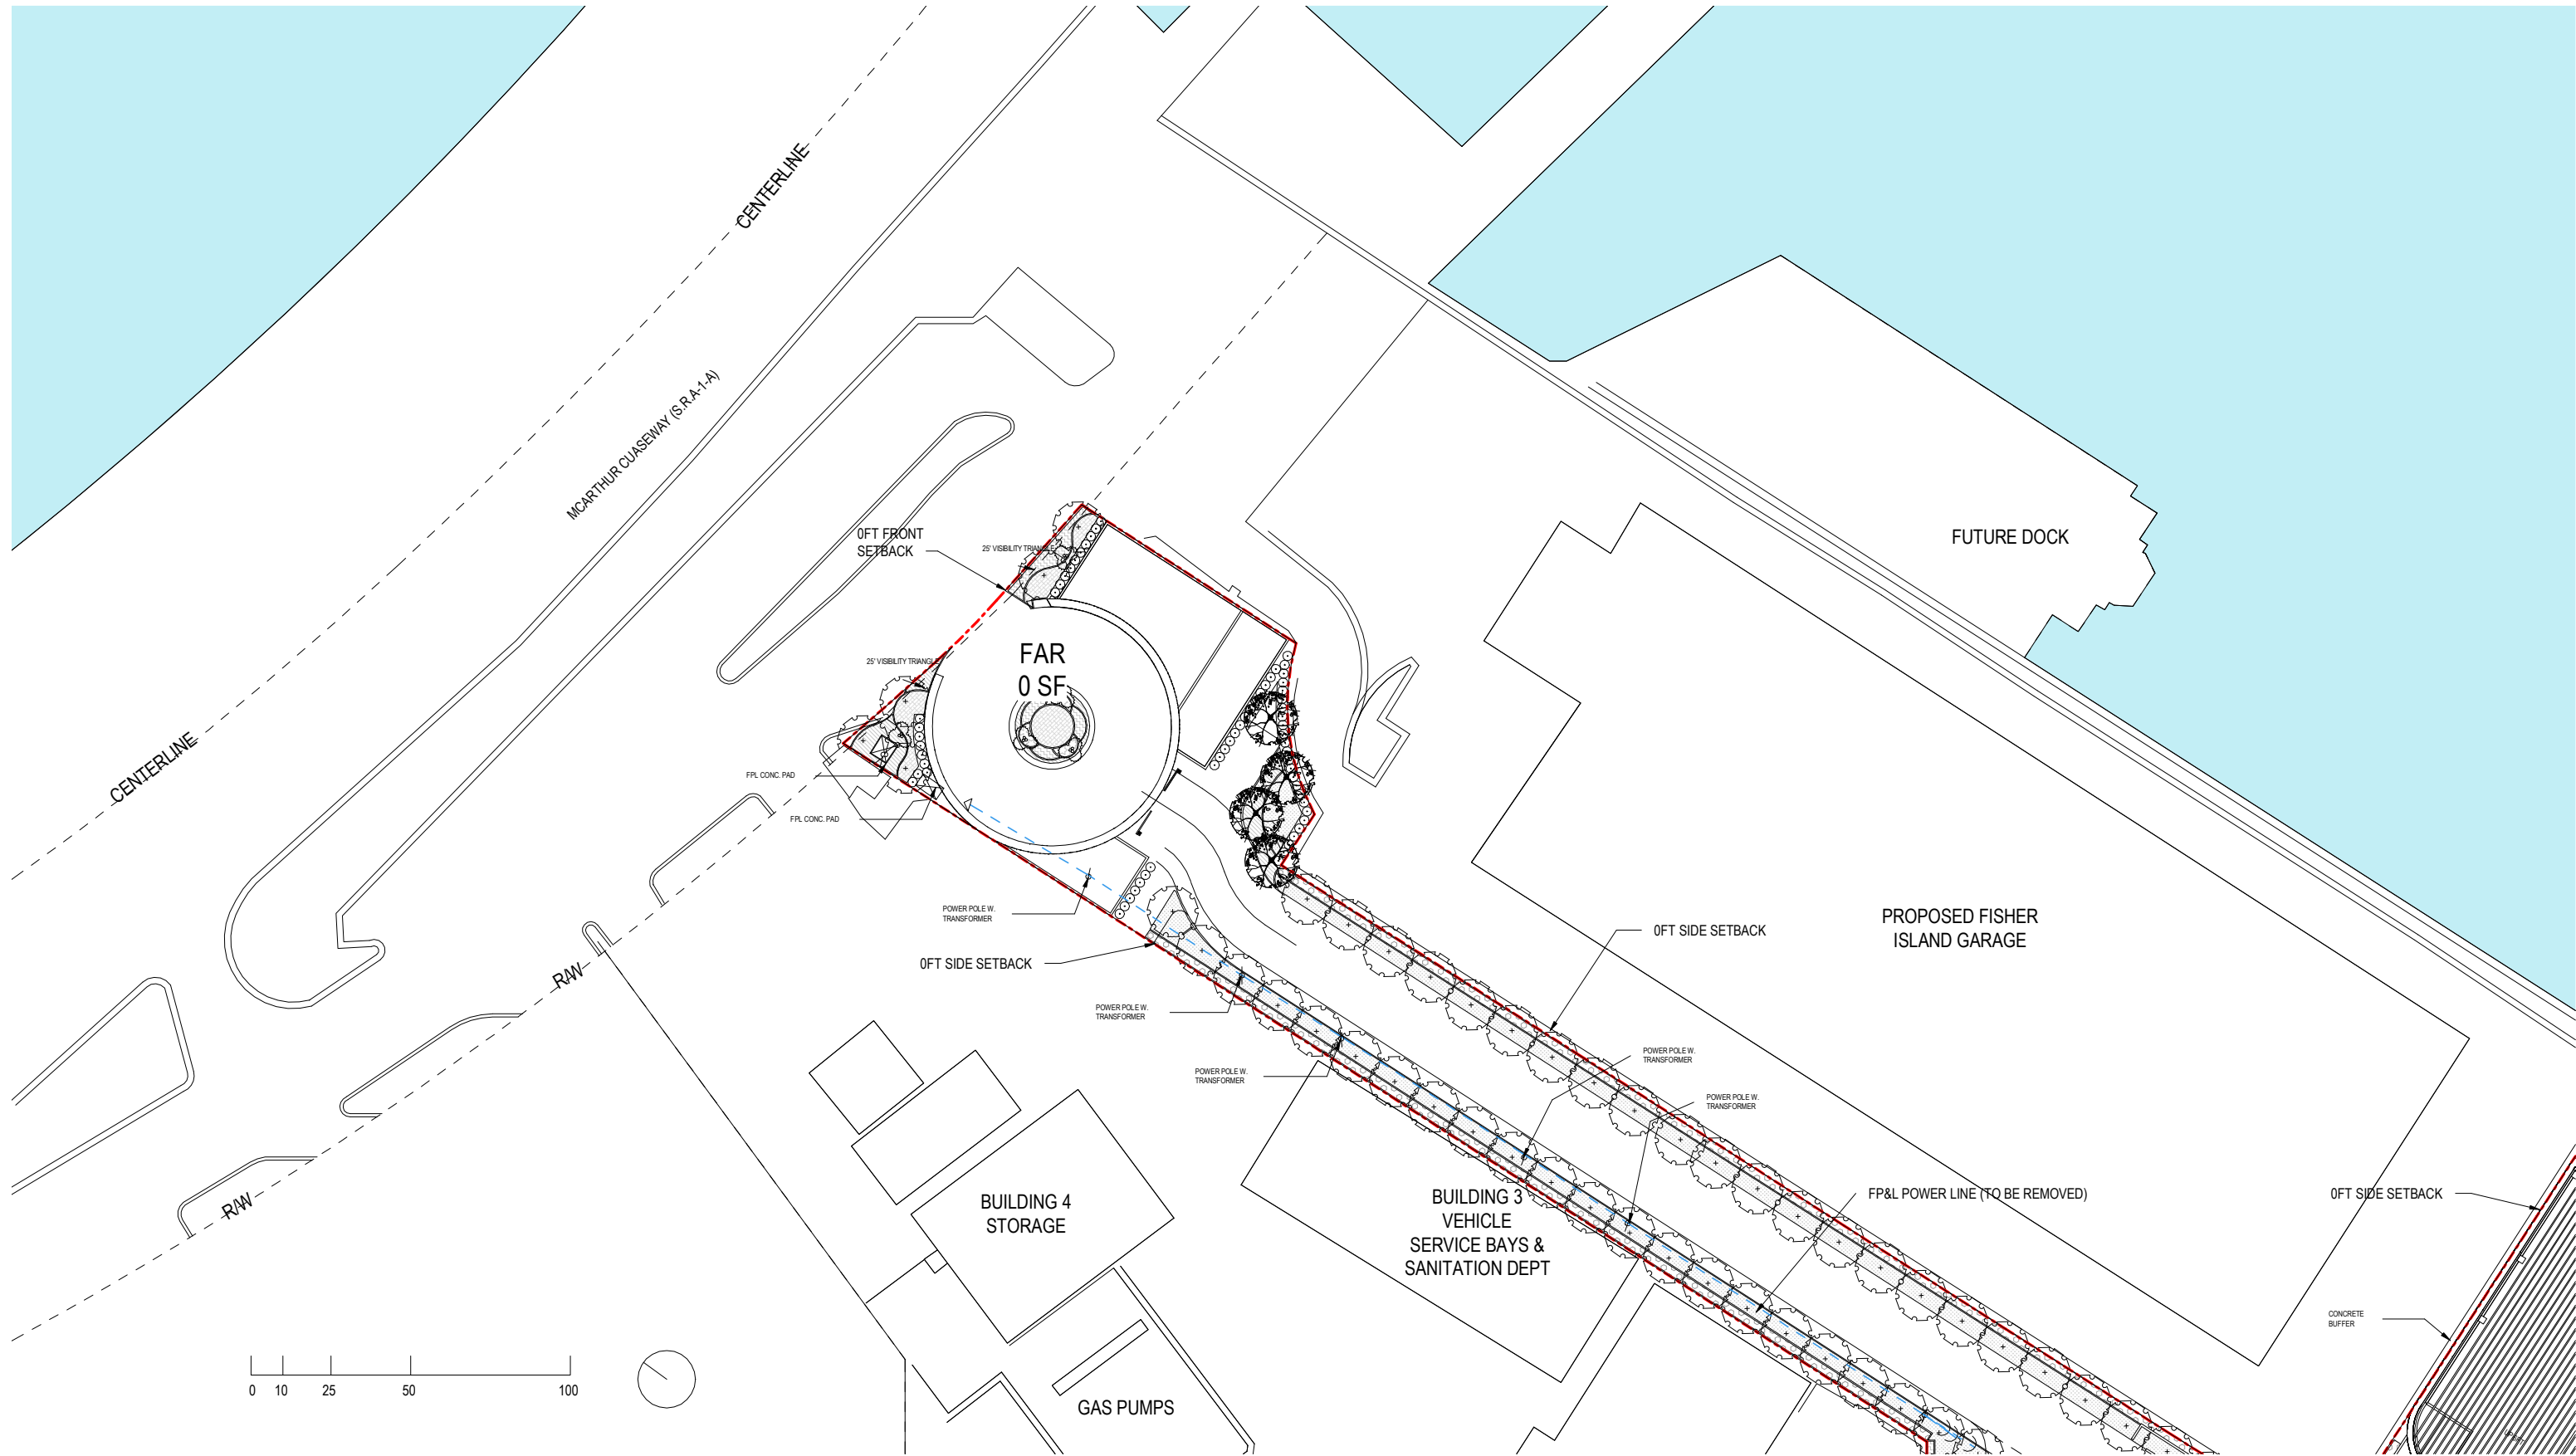 CENTERLINE
MCARTHUR CUASEWAY (S.R.A-1-A)
0FT FRONT
SETBACK
25' VISIBILITY TRIANGLE
FUTURE DOCK
FAR
0 SF
25' VISIBILITY TRIANGLE
CENTERLINE
FPL CONC. PAD
FPL CONC. PAD
POWER POLE W.
TRANSFORMER
0FT SIDE SETBACK
PROPOSED FISHER
ISLAND GARAGE
0FT SIDE SETBACK
R/W
POWER POLE W.
TRANSFORMER
POWER POLE W.
TRANSFORMER
POWER POLE W.
TRANSFORMER
POWER POLE W.
TRANSFORMER
R/W
BUILDING 4
STORAGE
BUILDING 3
VEHICLE
SERVICE BAYS &
SANITATION DEPT
FP&L POWER LINE (TO BE REMOVED)
0FT SIDE SETBACK
CONCRETE
BUFFER
0 10 25 50 100
GAS PUMPS